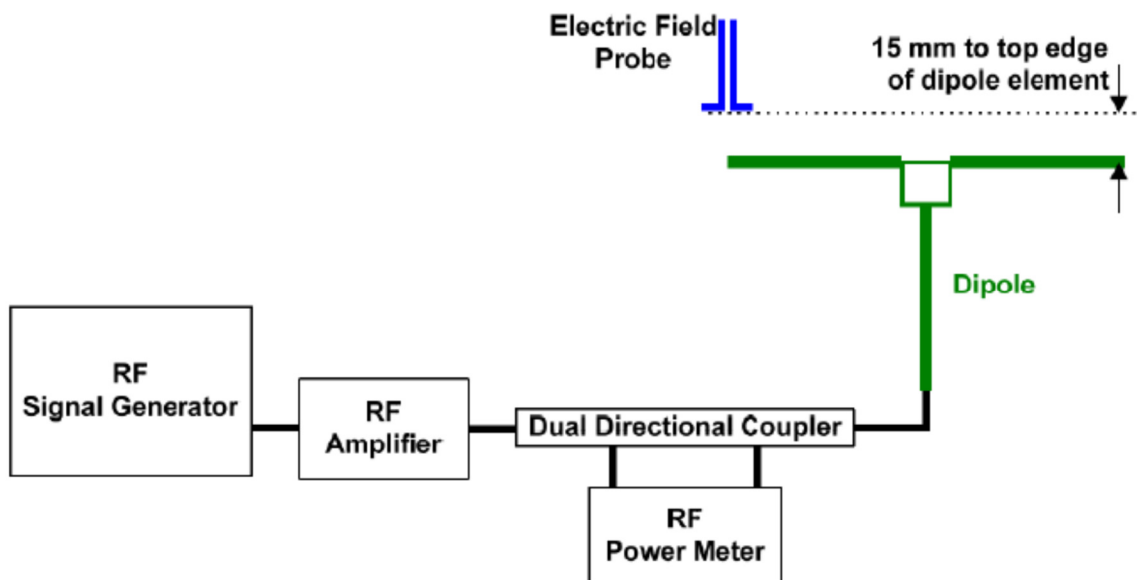 Electric Field
Probe
15 mm to top edge
of dipole element
Dipole
RF
Signal Generator
RF
Amplifier
Dual Directional Coupler
RF
Power Meter